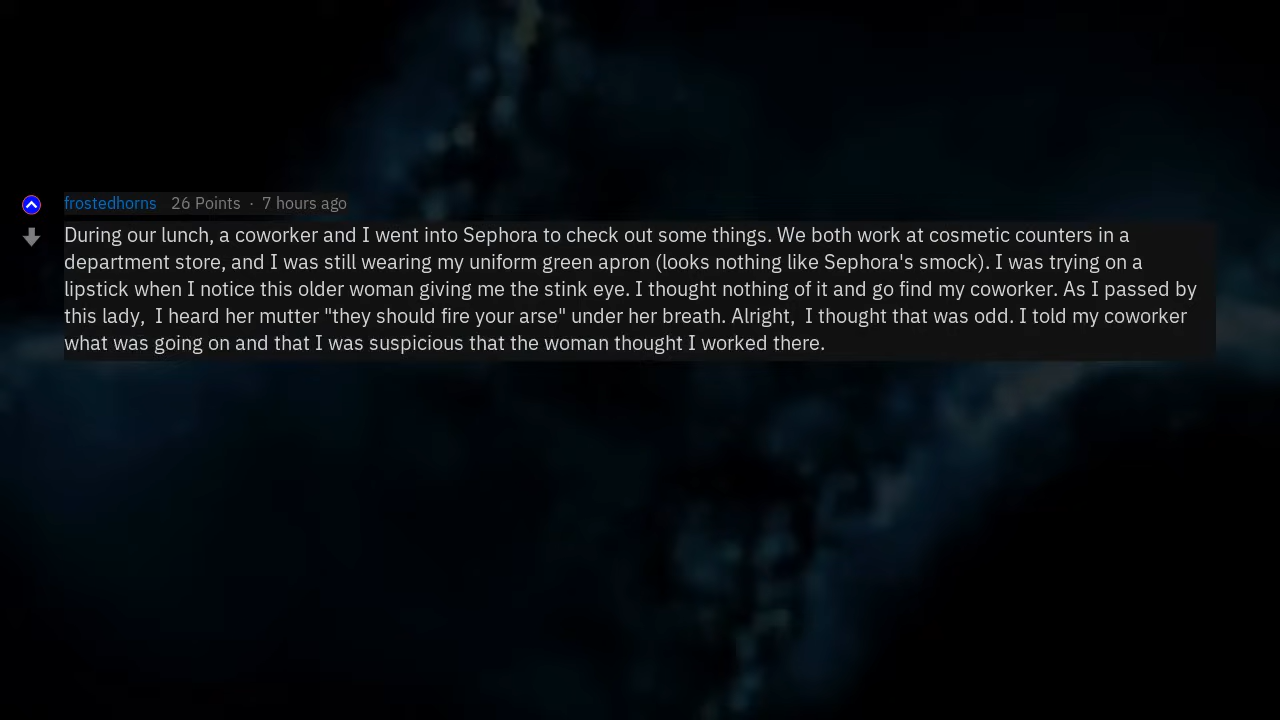 frostedhorns 26 Points · 7 hours ago
During our lunch, a coworker and I went into Sephora to check out some things. We both work at cosmetic counters in a
department store, and I was still wearing my uniform green apron (looks nothing like Sephora's smock). I was trying on a
lipstick when I notice this older woman giving me the stink eye. I thought nothing of it and go find my coworker. As I passed by
this lady,  I heard her mutter "they should fire your arse" under her breath. Alright,  I thought that was odd. I told my coworker
what was going on and that I was suspicious that the woman thought I worked there.